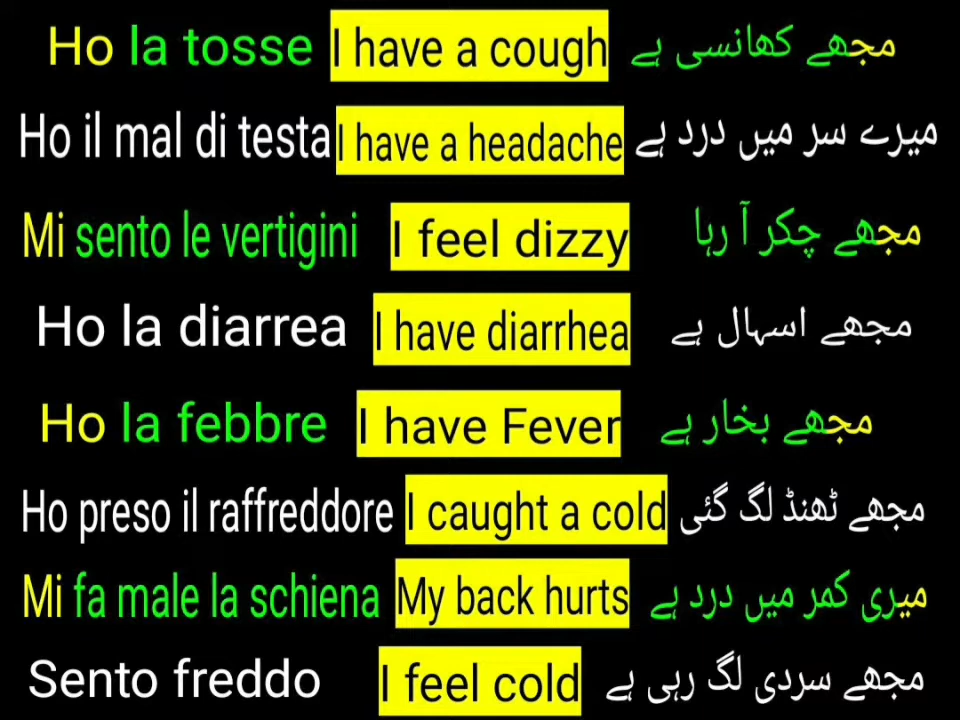 Ho la tosse I have a cough مجھے کھانسی ہے
Ho il mal di testa I have a headache میرے سر میں درد ہے
Mi sento le vertigini I feel dizzy مجھے چکر آ رہا
Ho la diarrea I have diarrhea مجھے اسہال ہے
Ho la febbre I have Fever مجھے بخار ہے
Ho preso il raffreddore I caught a cold مجھے ٹھنڈ لگ گئی
Mi fa male la schiena My back hurts میری کمر میں درد ہے
Sento freddo I feel cold مجھے سردی لگ رہی ہے